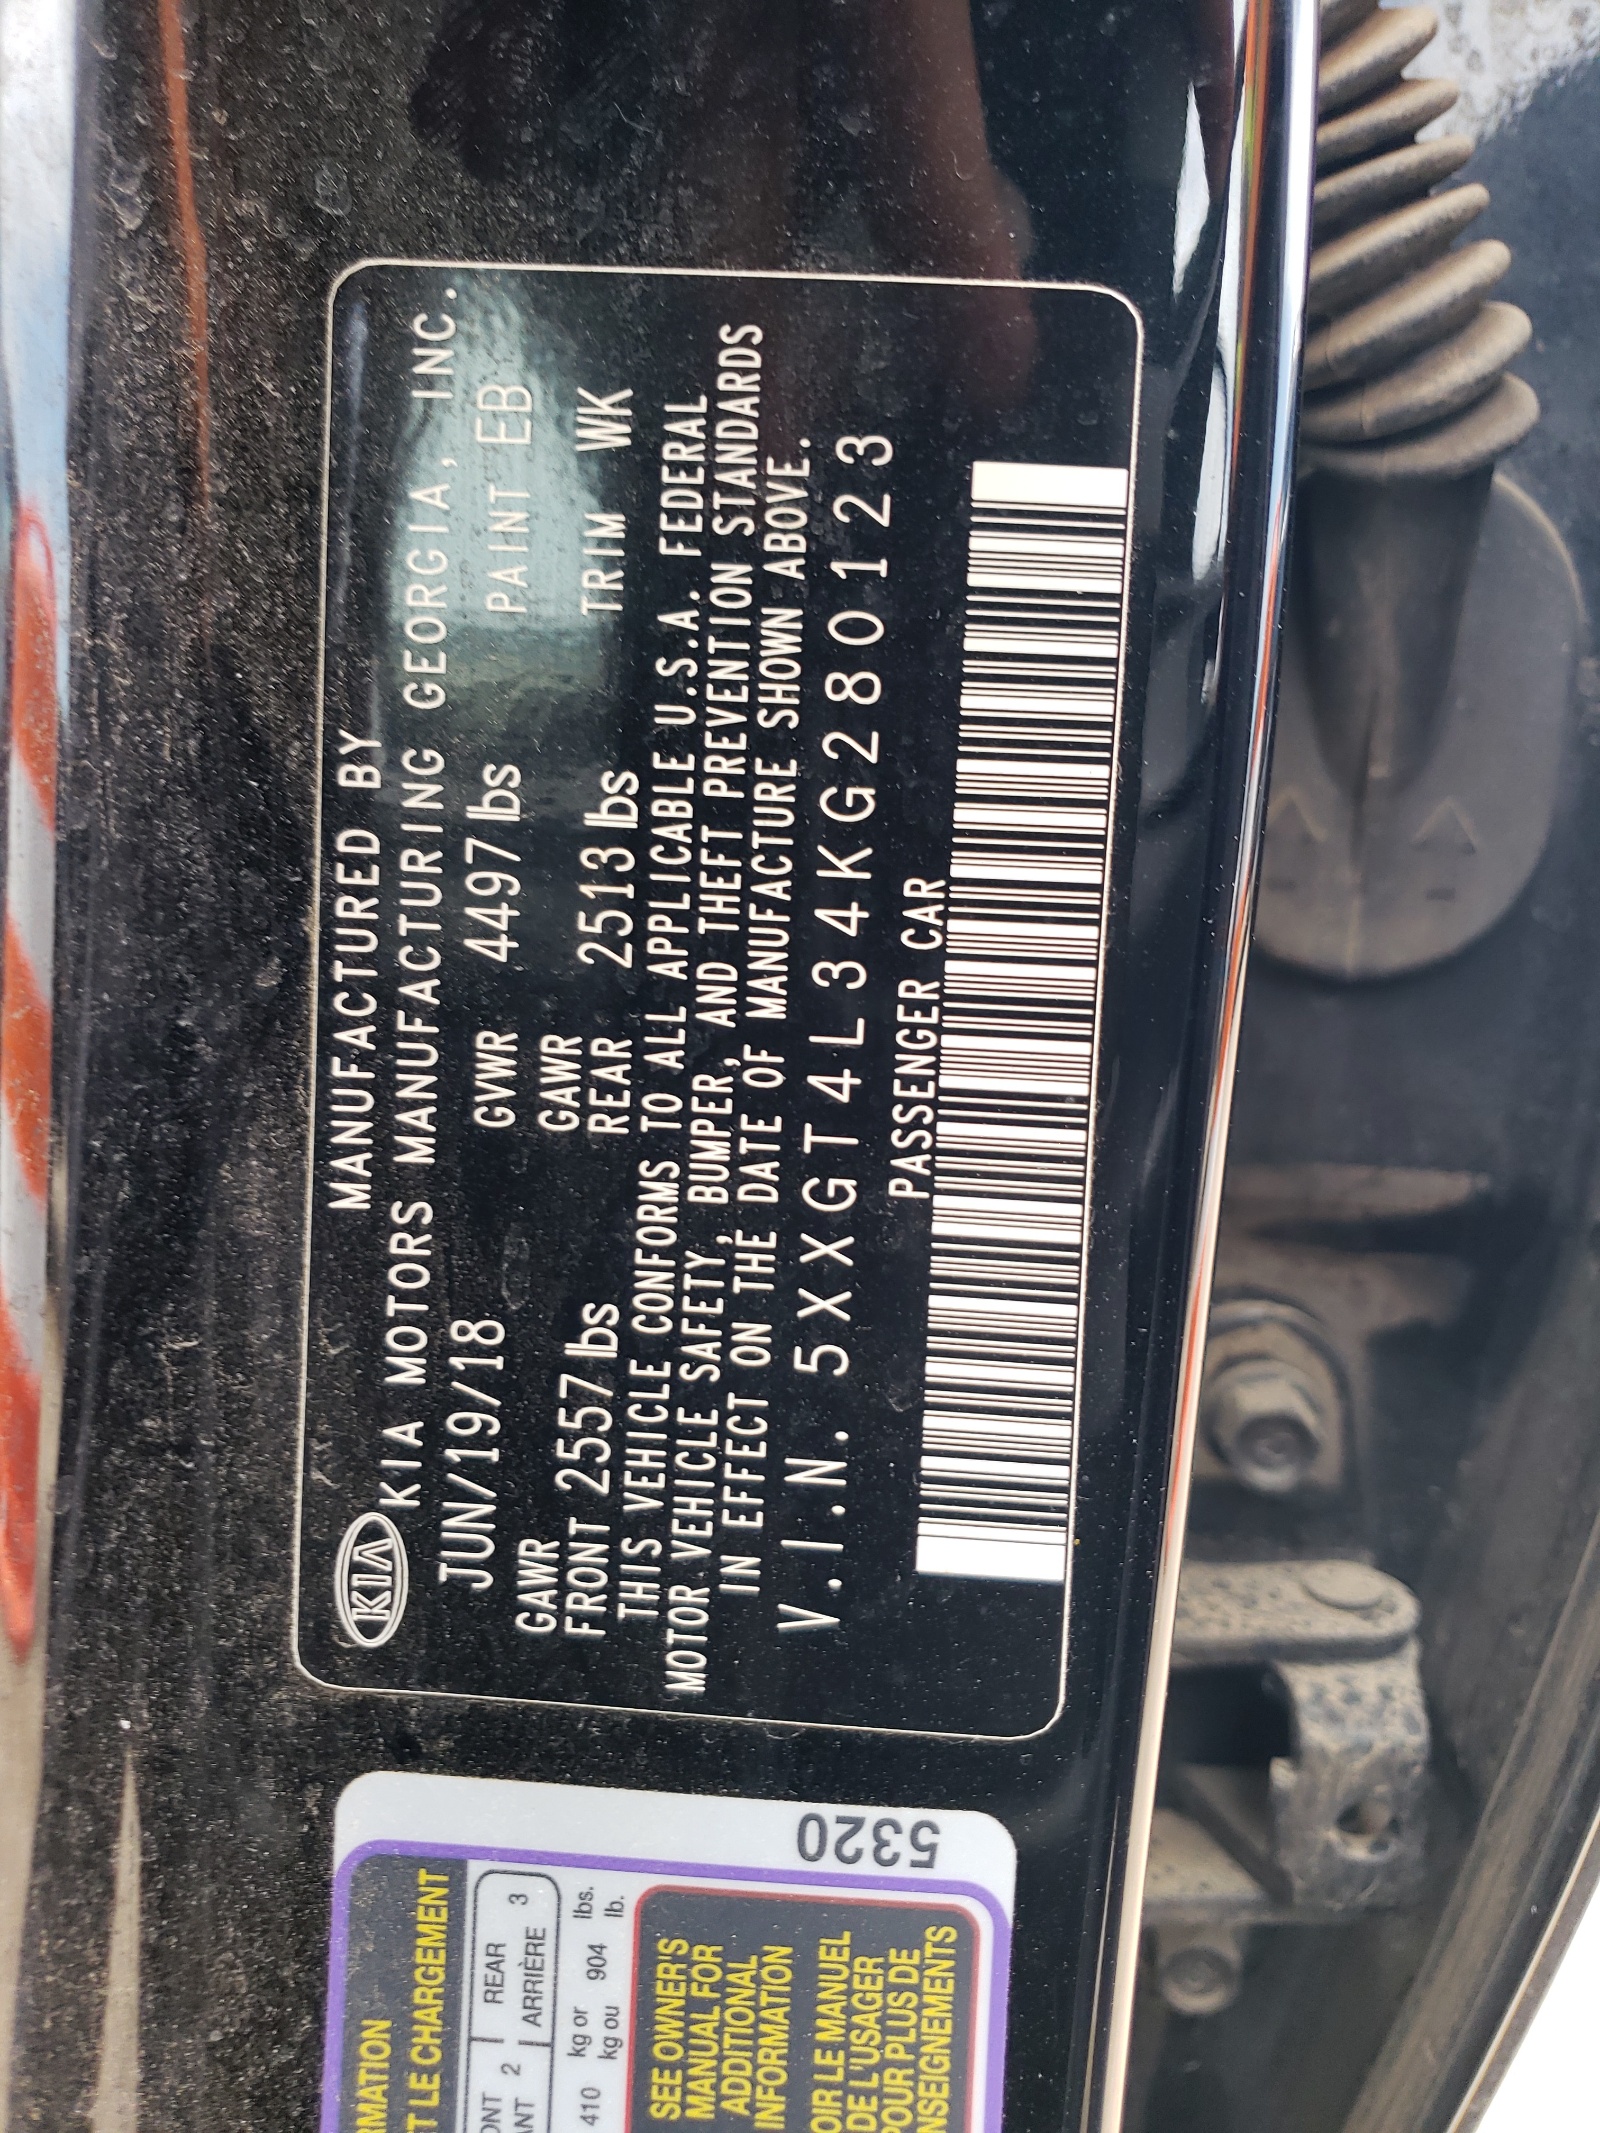 MANUFACTURED BY
KIA KIA MOTORS MANUFACTURING GEORGIA, INC.
JUN/19/18 GVWR 4497 lbs PAINT EB
GAWR GAWR
FRONT 2557 lbs REAR 2513 lbs TRIM WK
THIS VEHICLE CONFORMS TO ALL APPLICABLE U.S.A. FEDERAL
MOTOR VEHICLE SAFETY, BUMPER, AND THEFT PREVENTION STANDARDS
IN EFFECT ON THE DATE OF MANUFACTURE SHOWN ABOVE.
V.I.N. 5XXGT4L34KG280123
PASSENGER CAR
5320
RMATION
ET LE CHARGEMENT
ONT 2 REAR 3
ANT ARRIÈRE
410 kg or 904 lbs.
kg ou lb.
SEE OWNER'S
MANUAL FOR
ADDITIONAL
INFORMATION
OIR LE MANUEL
DE L'USAGER
POUR PLUS DE
NSEIGNEMENTS